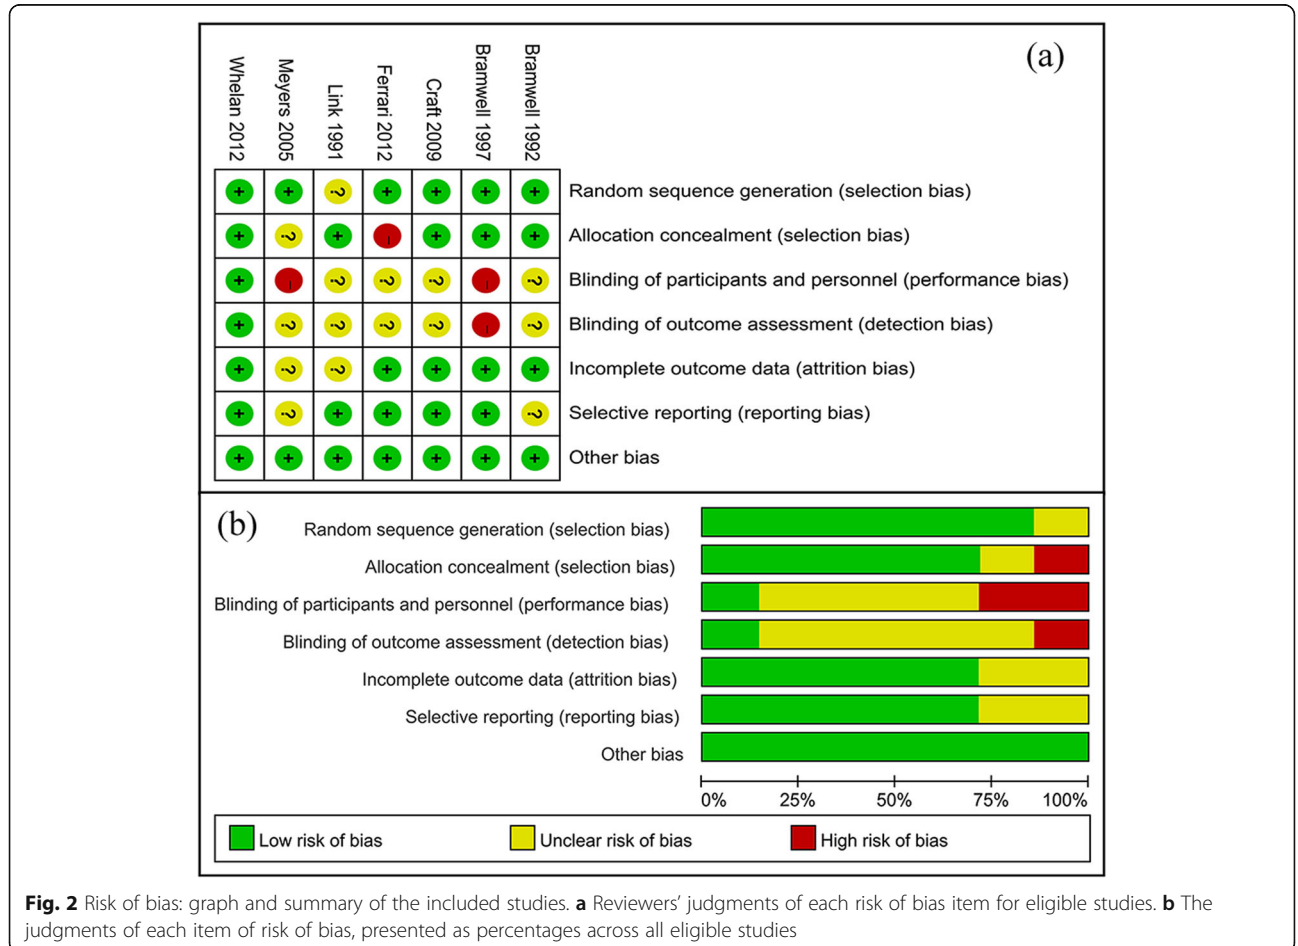 (a)
Whelan 2012
Meyers 2005
Link 1991
Ferrari 2012
Craft 2009
Bramwell 1997
Bramwell 1992
+ + ? + + + + Random sequence generation (selection bias)
+ ? + - + + + Allocation concealment (selection bias)
+ - ? ? ? - ? Blinding of participants and personnel (performance bias)
+ ? ? ? ? - ? Blinding of outcome assessment (detection bias)
+ ? ? + + + + Incomplete outcome data (attrition bias)
+ ? + + + + ? Selective reporting (reporting bias)
+ + + + + + + Other bias
(b)
Random sequence generation (selection bias)
Allocation concealment (selection bias)
Blinding of participants and personnel (performance bias)
Blinding of outcome assessment (detection bias)
Incomplete outcome data (attrition bias)
Selective reporting (reporting bias)
Other bias
0% 25% 50% 75% 100%
Low risk of bias Unclear risk of bias High risk of bias
Fig. 2 Risk of bias: graph and summary of the included studies. a Reviewers' judgments of each risk of bias item for eligible studies. b The
judgments of each item of risk of bias, presented as percentages across all eligible studies